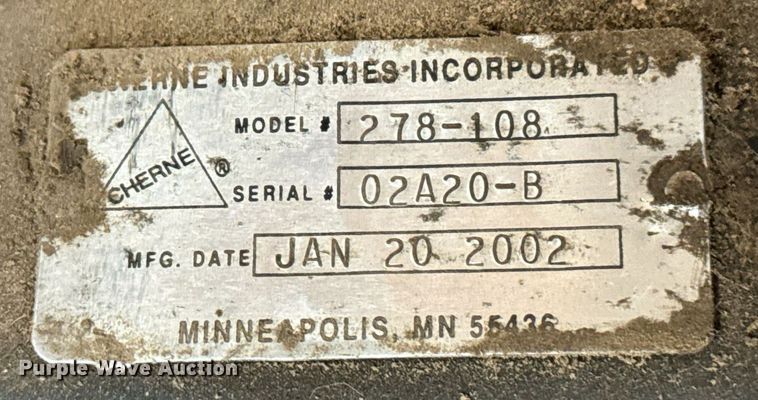 CHERNE INDUSTRIES INCORPORATED
MODEL # 278-108
CHERNE ®
SERIAL # 02A20-B
MFG. DATE JAN 20 2002
MINNEAPOLIS, MN 55436
Purple Wave Auction